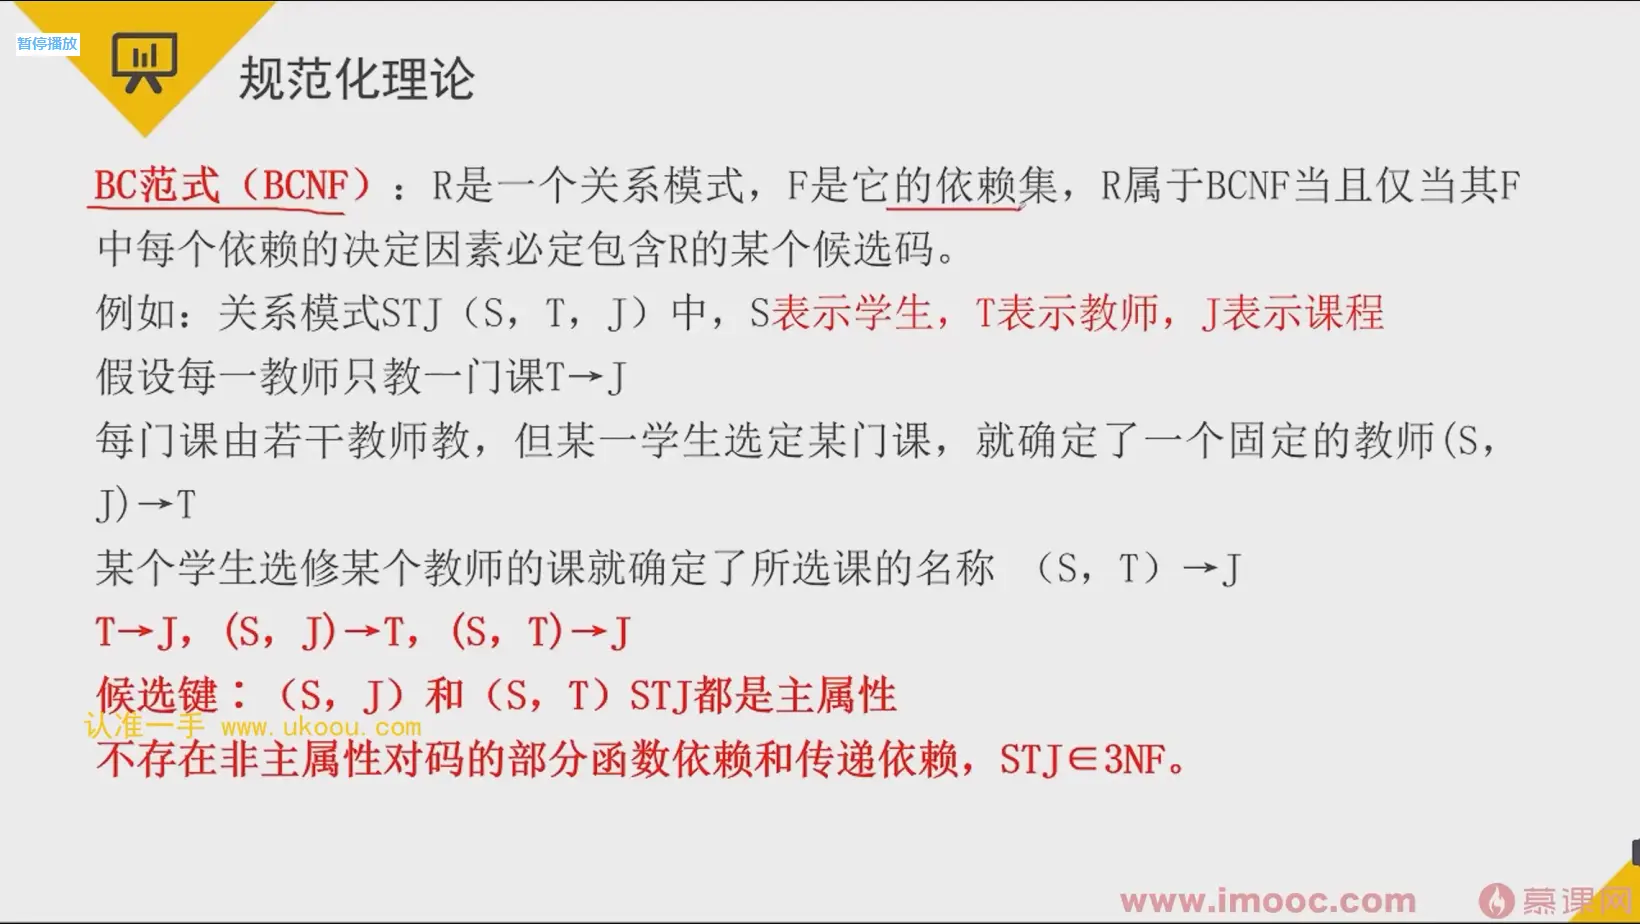 暂停播放
规范化理论
BC范式（BCNF）：R是一个关系模式，F是它的依赖集，R属于BCNF当且仅当其F
中每个依赖的决定因素必定包含R的某个候选码。
例如：关系模式STJ（S，T，J）中，S表示学生，T表示教师，J表示课程
假设每一教师只教一门课T→J
每门课由若干教师教，但某一学生选定某门课，就确定了一个固定的教师(S，
J)→T
某个学生选修某个教师的课就确定了所选课的名称 （S，T）→J
T→J，(S，J)→T，(S，T)→J
候选键：（S，J）和（S，T）STJ都是主属性
认准一手 www.ukoou.com
不存在非主属性对码的部分函数依赖和传递依赖，STJ∈3NF。
www.imooc.com 慕课网